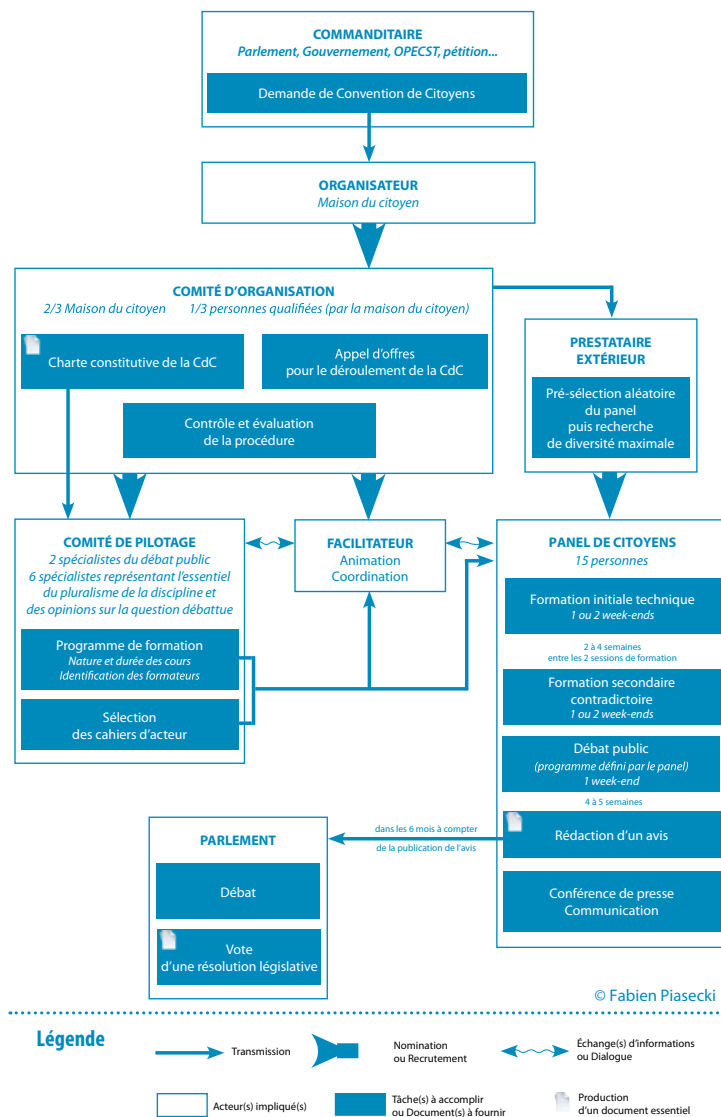 COMMANDITAIRE
Parlement, Gouvernement, OPECST, pétition...
Demande de Convention de Citoyens
ORGANISATEUR
Maison du citoyen
COMITÉ D'ORGANISATION
2/3 Maison du citoyen 1/3 personnes qualifiées (par la maison du citoyen)
Charte constitutive de la CdC
Appel d'offres
pour le déroulement de la CdC
Contrôle et évaluation
de la procédure
PRESTATAIRE
EXTÉRIEUR
Pré-sélection aléatoire
du panel
puis recherche
de diversité maximale
COMITÉ DE PILOTAGE
2 spécialistes du débat public
6 spécialistes représentant l'essentiel
du pluralisme de la discipline et
des opinions sur la question débattue
Programme de formation
Nature et durée des cours
Identification des formateurs
Sélection
des cahiers d'acteur
FACILITATEUR
Animation
Coordination
PANEL DE CITOYENS
15 personnes
Formation initiale technique
1 ou 2 week-ends
2 à 4 semaines
entre les 2 sessions de formation
Formation secondaire
contradictoire
1 ou 2 week-ends
Débat public
(programme défini par le panel)
1 week-end
4 à 5 semaines
Rédaction d'un avis
Conférence de presse
Communication
dans les 6 mois à compter
de la publication de l'avis
PARLEMENT
Débat
Vote
d'une résolution législative
© Fabien Piasecki
Légende
Transmission
Nomination
ou Recrutement
Échange(s) d'informations
ou Dialogue
Acteur(s) impliqué(s)
Tâche(s) à accomplir
ou Document(s) à fournir
Production
d'un document essentiel